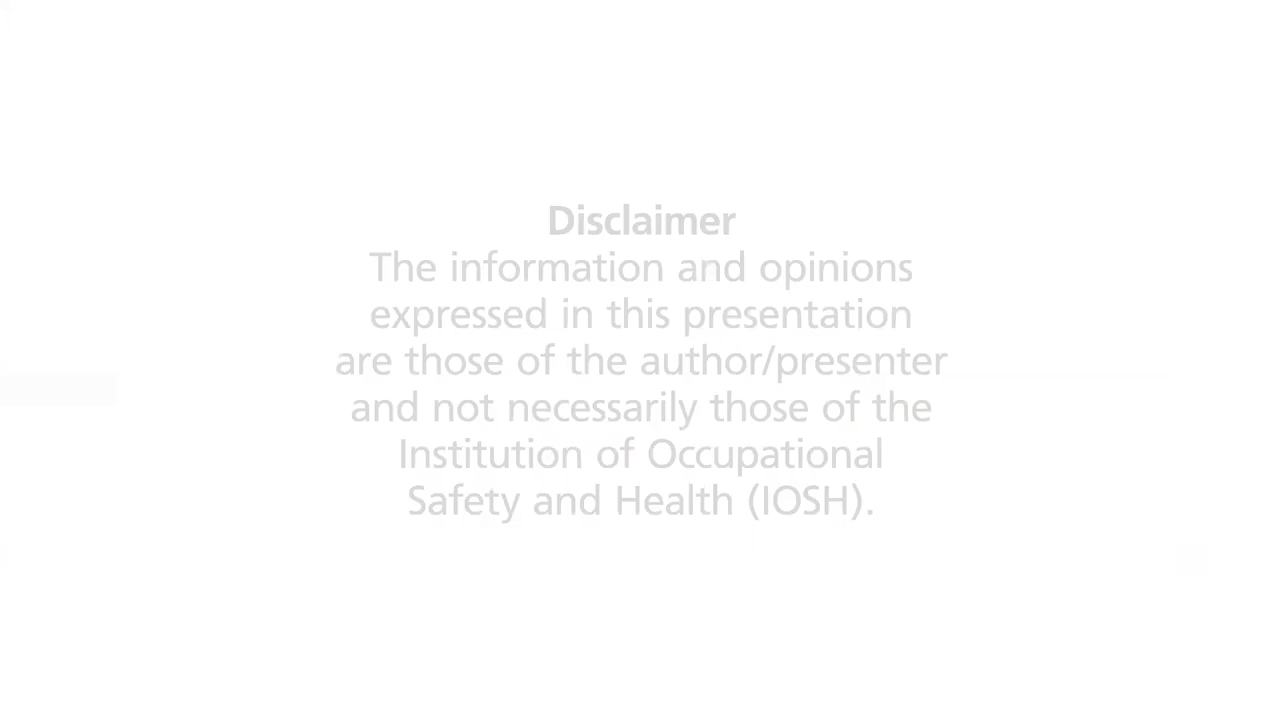 Disclaimer
The information and opinions
expressed in this presentation
are those of the author/presenter
and not necessarily those of the
Institution of Occupational
Safety and Health (IOSH).